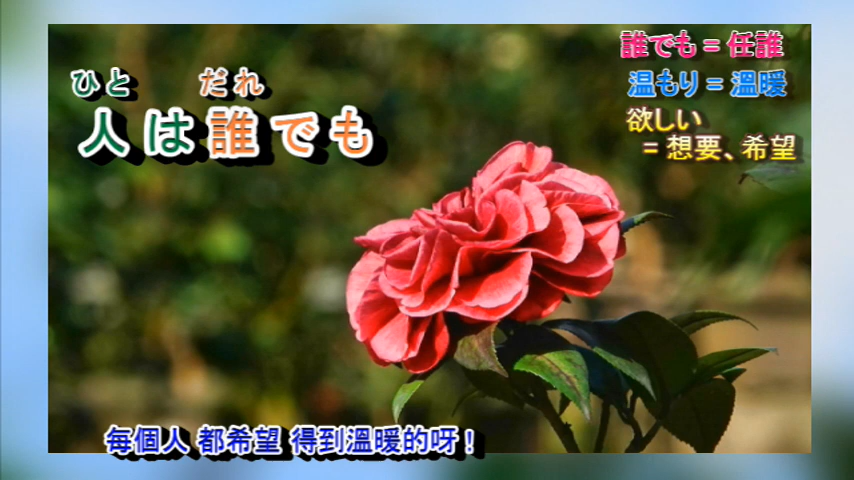 ひと だれ
人は誰でも
誰でも = 任誰
温もり = 溫暖
欲しい
= 想要、希望
每個人 都希望 得到溫暖的呀！